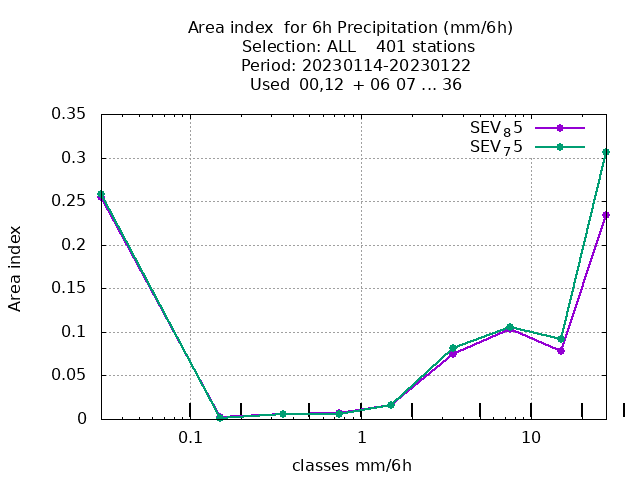 Area index  for 6h Precipitation (mm/6h)
Selection: ALL    401 stations
Period: 20230114-20230122
Used  00,12  + 06 07 ... 36
SEV₈5
SEV₇5
0.35
0.3
0.25
0.2
0.15
0.1
0.05
0
Area index
0.1
1
10
classes mm/6h